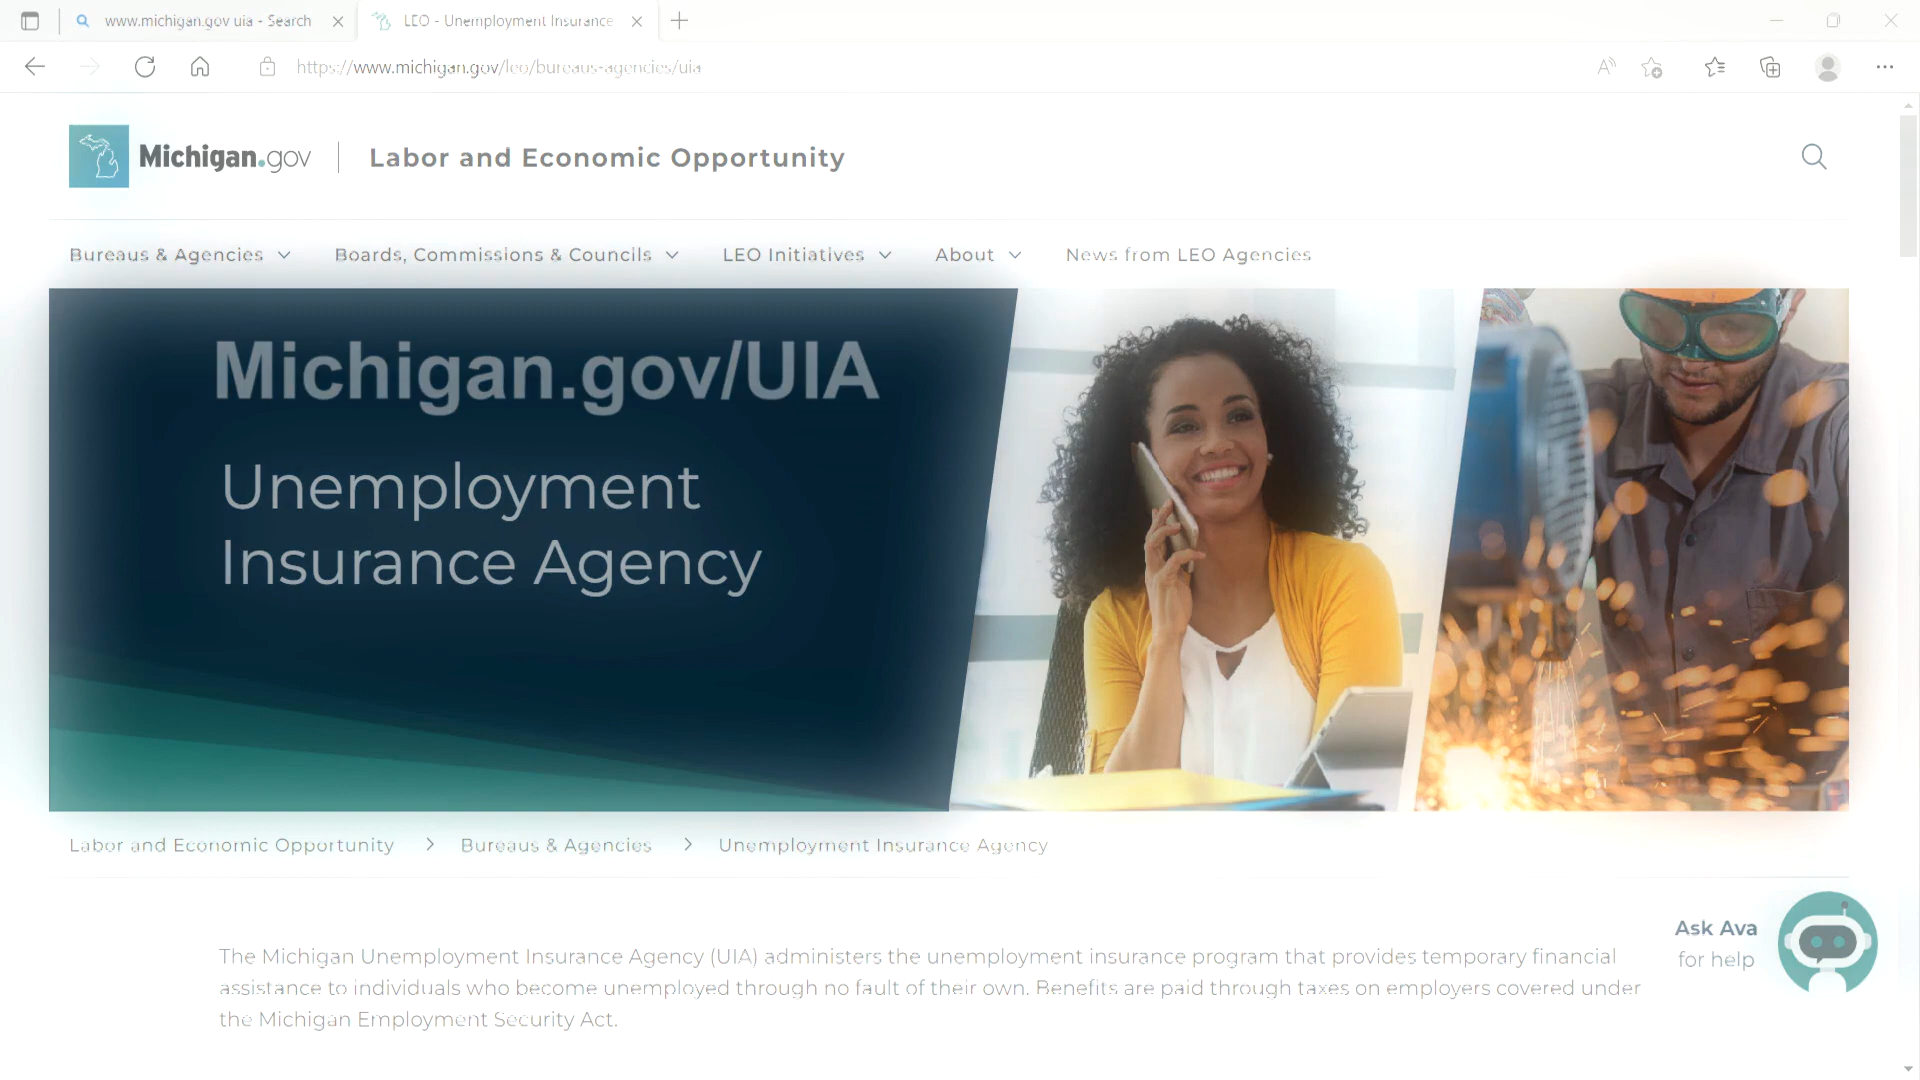 www.michigan.gov uia - Search
LEO - Unemployment Insurance
https://www.michigan.gov/leo/bureaus-agencies/uia
Michigan.gov
Labor and Economic Opportunity
Bureaus & Agencies
Boards, Commissions & Councils
LEO Initiatives
About
News from LEO Agencies
Michigan.gov/UIA
Unemployment
Insurance Agency
Labor and Economic Opportunity > Bureaus & Agencies > Unemployment Insurance Agency
Ask Ava
for help
The Michigan Unemployment Insurance Agency (UIA) administers the unemployment insurance program that provides temporary financial
assistance to individuals who become unemployed through no fault of their own. Benefits are paid through taxes on employers covered under
the Michigan Employment Security Act.